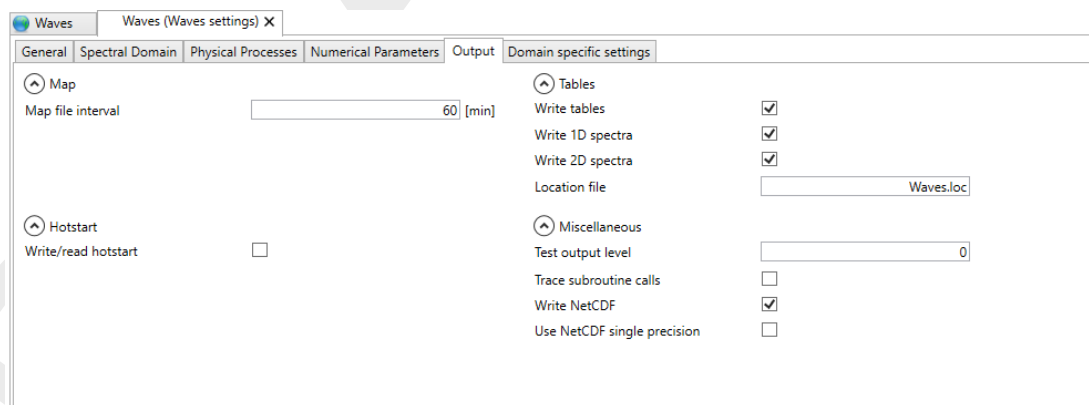 Waves Waves (Waves settings) X
General Spectral Domain Physical Processes Numerical Parameters Output Domain specific settings
Map
Map file interval 60 [min]
Hotstart
Write/read hotstart
Tables
Write tables
Write 1D spectra
Write 2D spectra
Location file Waves.loc
Miscellaneous
Test output level 0
Trace subroutine calls
Write NetCDF
Use NetCDF single precision